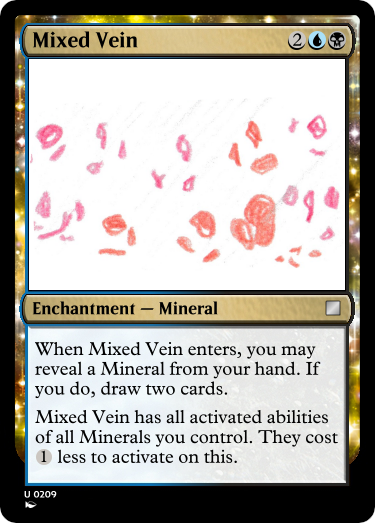 Mixed Vein 2
Enchantment — Mineral
When Mixed Vein enters, you may
reveal a Mineral from your hand. If
you do, draw two cards.
Mixed Vein has all activated abilities
of all Minerals you control. They cost
1 less to activate on this.
U 0209